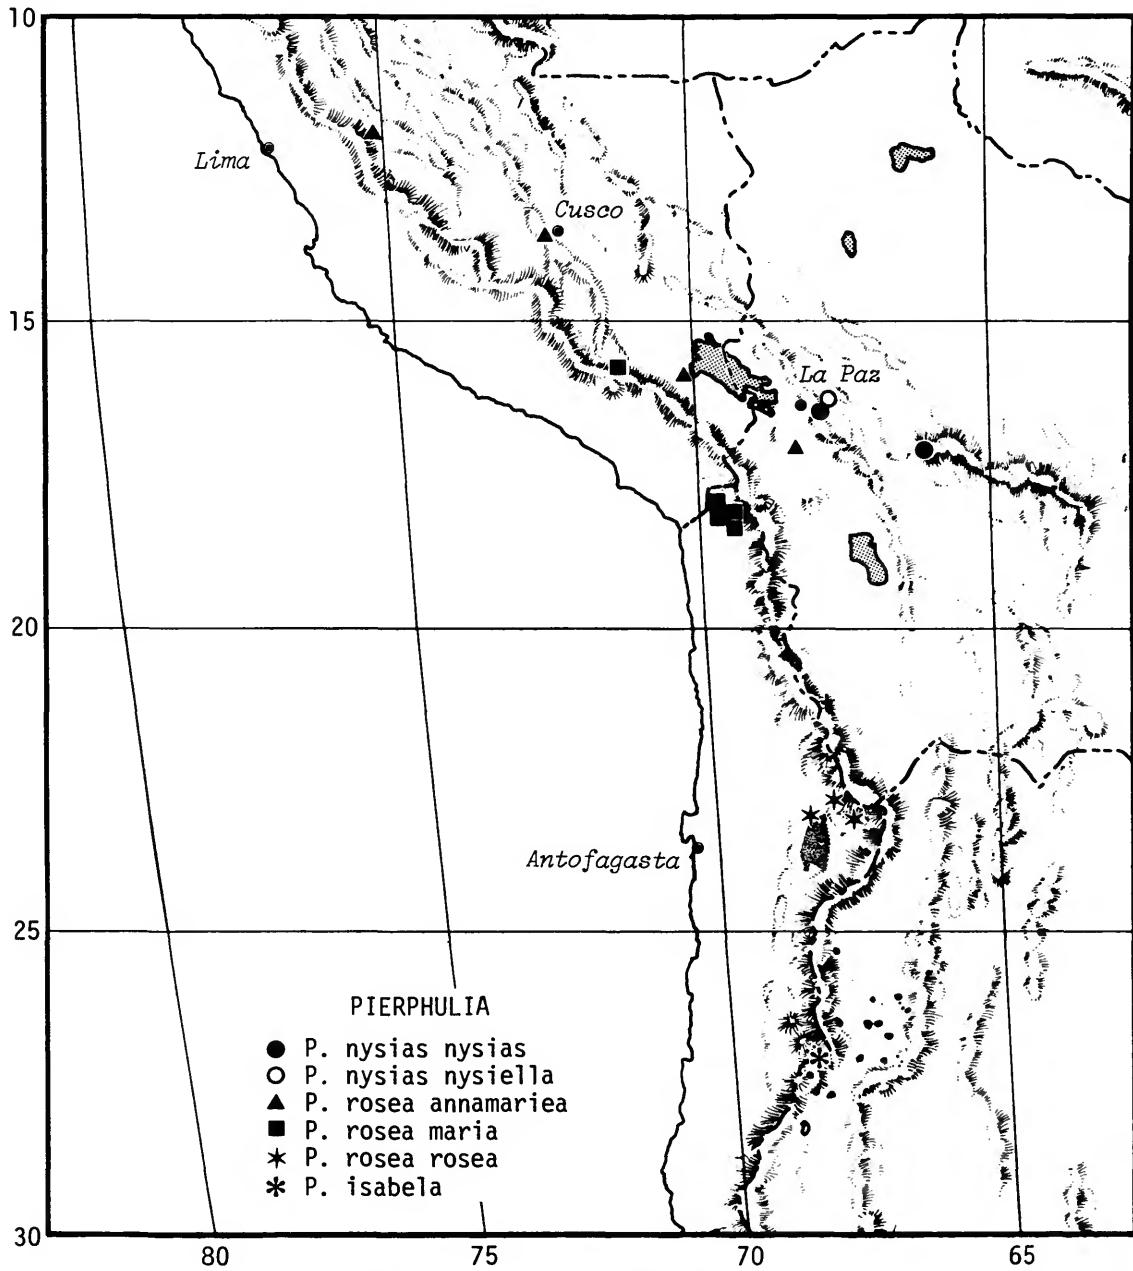 10
Lima
Cusco
15
La Paz
20
Antofagasta
25
PIERPHULIA
P. nysias nysias
P. nysias nysiella
P. rosea annamariea
P. rosea maria
P. rosea rosea
P. isabela
30
80 75 70 65